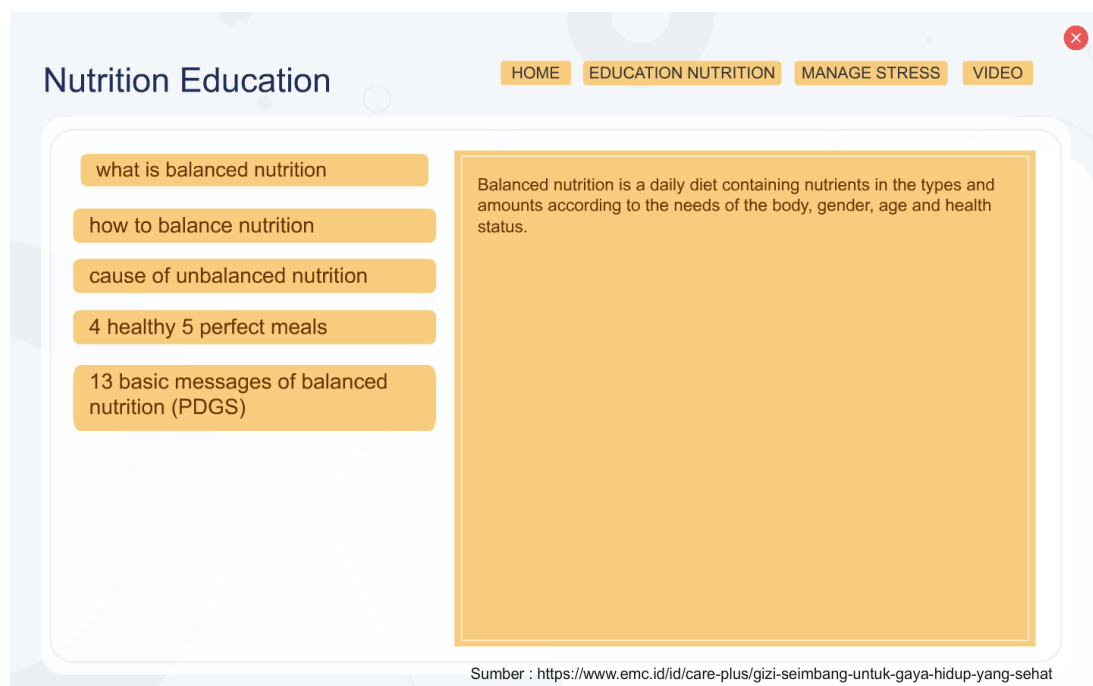 Nutrition Education
HOME
EDUCATION NUTRITION
MANAGE STRESS
VIDEO
what is balanced nutrition
how to balance nutrition
cause of unbalanced nutrition
4 healthy 5 perfect meals
13 basic messages of balanced
nutrition (PDGS)
Balanced nutrition is a daily diet containing nutrients in the types and
amounts according to the needs of the body, gender, age and health
status.
Sumber : https://www.emc.id/id/care-plus/gizi-seimbang-untuk-gaya-hidup-yang-sehat